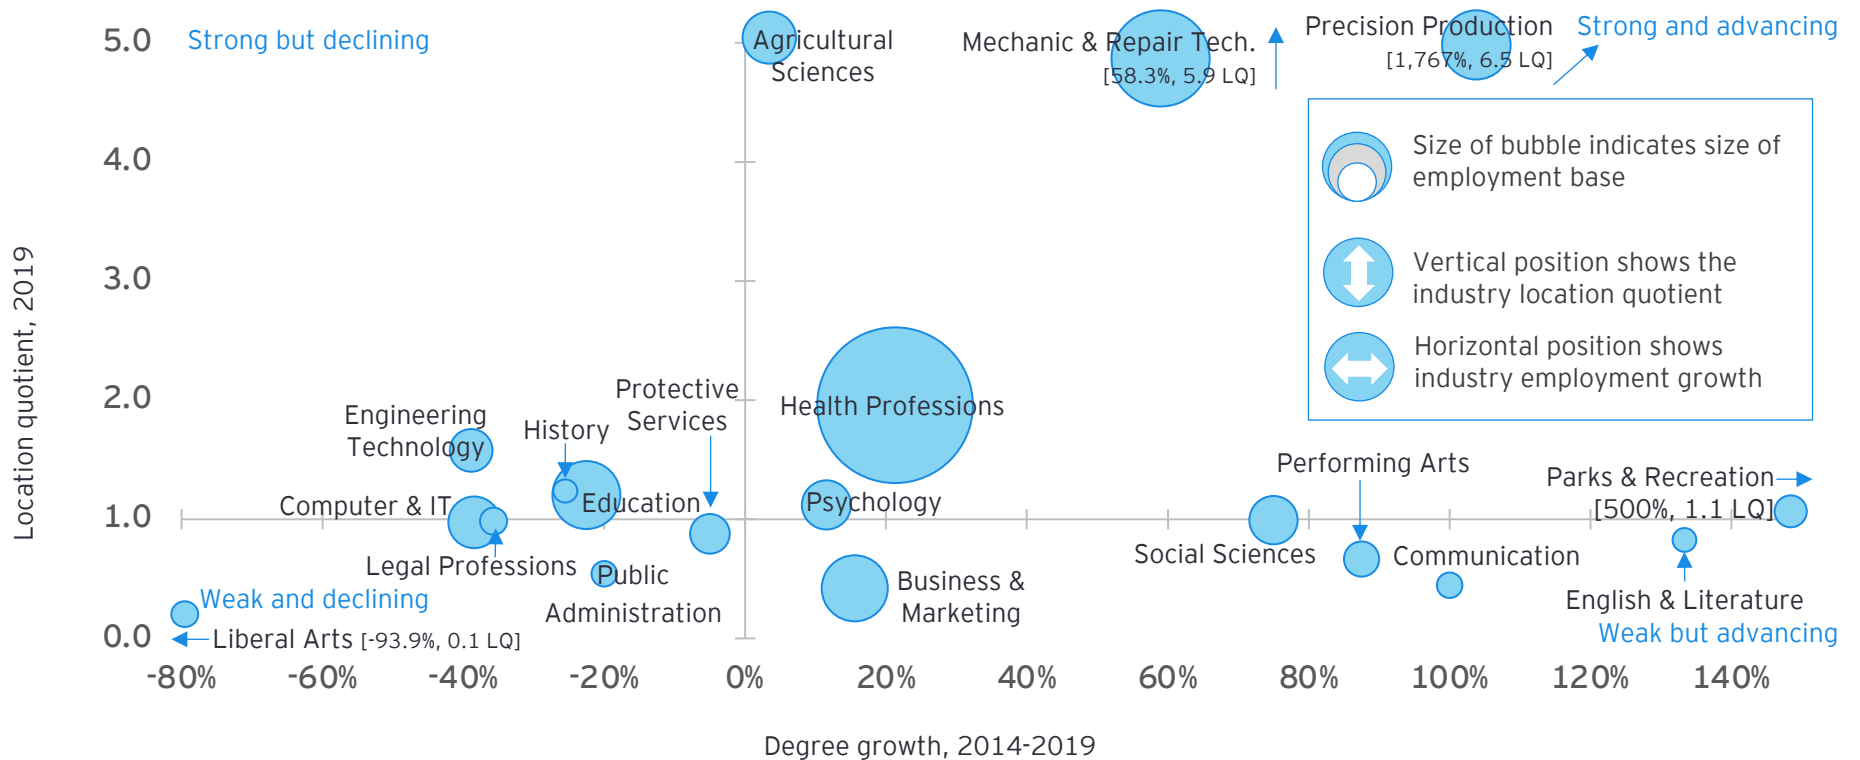 Strong but declining
Agricultural
Sciences
Mechanic & Repair Tech.
[58.3%, 5.9 LQ]
Precision Production
[1,767%, 6.5 LQ]
Strong and advancing
Size of bubble indicates size of
employment base
Vertical position shows the
industry location quotient
Horizontal position shows
industry employment growth
5.0
4.0
3.0
2.0
1.0
0.0
Location quotient, 2019
Engineering
Technology
History
Protective
Services
Health Professions
Computer & IT
Education
Psychology
Legal Professions
Public
Administration
Business &
Marketing
Performing Arts
Social Sciences
Communication
Parks & Recreation
[500%, 1.1 LQ]
English & Literature
Weak but advancing
Weak and declining
Liberal Arts [-93.9%, 0.1 LQ]
-80%
-60%
-40%
-20%
0%
20%
40%
60%
80%
100%
120%
140%
Degree growth, 2014-2019